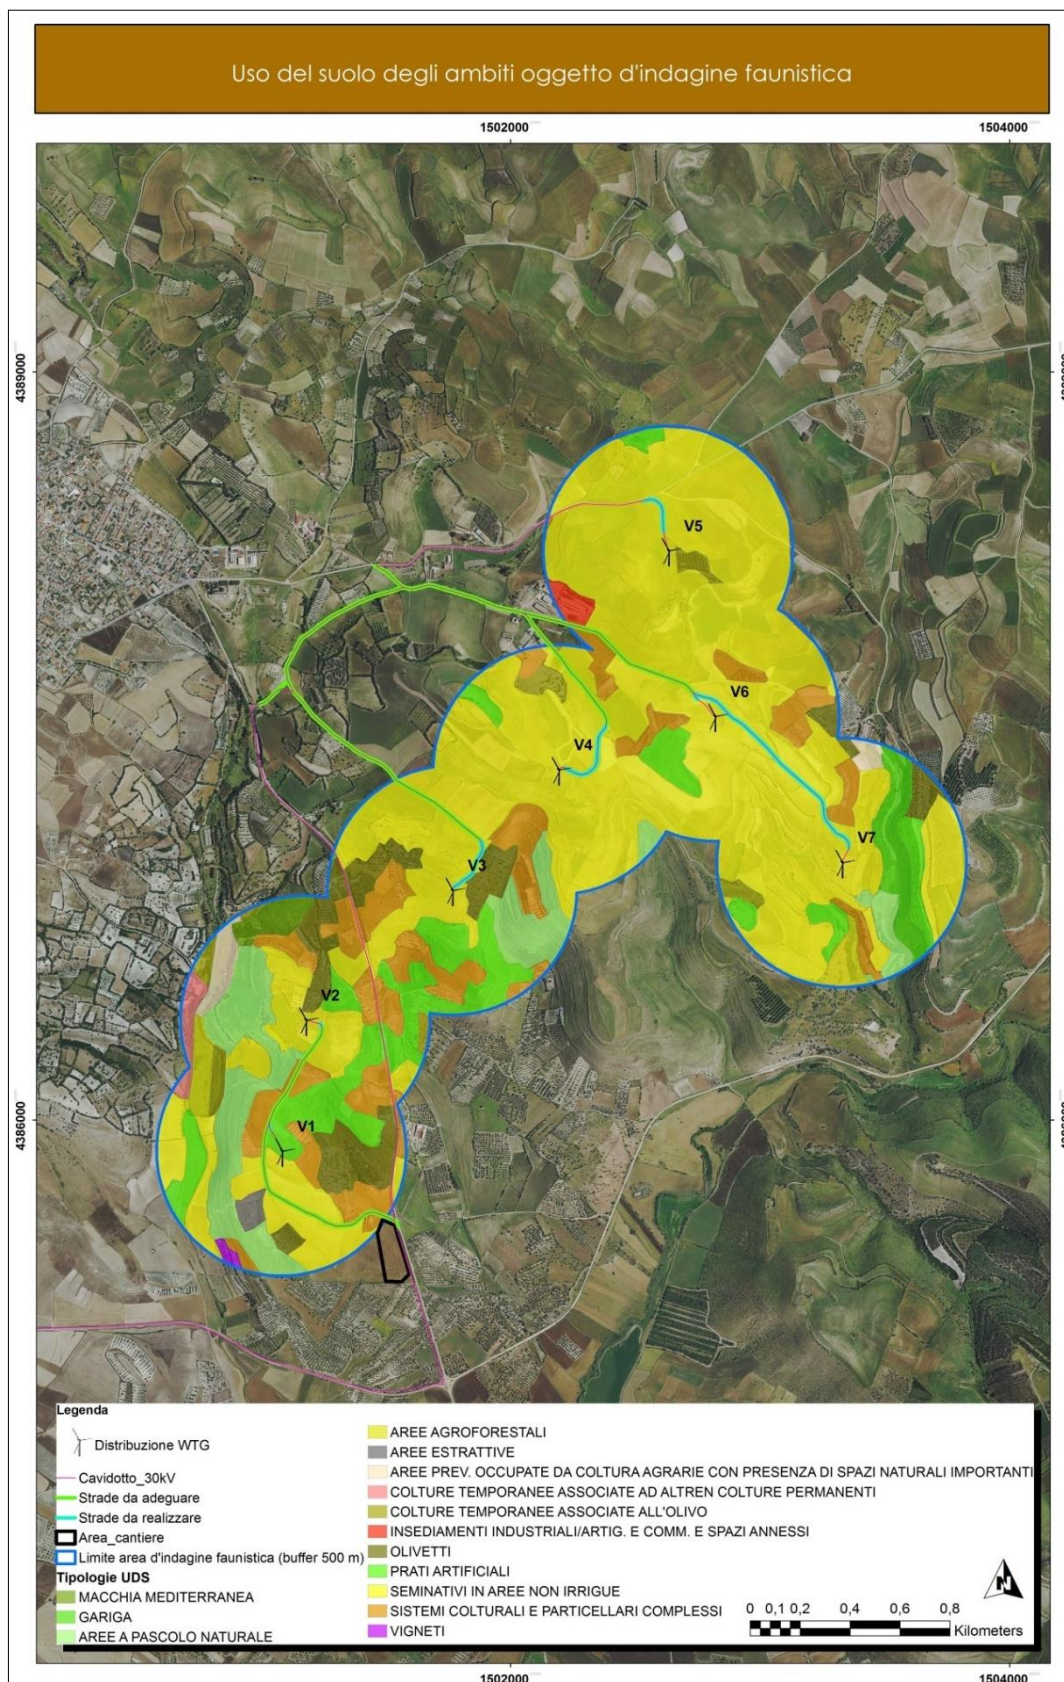 Uso del suolo degli ambiti oggetto d'indagine faunistica
1502000
1504000
4389000
V5
V6
V4
V7
V3
V2
4386000
V1
Legenda
Distribuzione WTG
Cavidotto_30kV
Strade da adeguare
Strade da realizzare
Area_cantiere
Limite area d'indagine faunistica (buffer 500 m)
Tipologie UDS
MACCHIA MEDITERRANEA
GARIGA
AREE A PASCOLO NATURALE
AREE AGROFORESTALI
AREE ESTRATTIVE
AREE PREV. OCCUPATE DA COLTURA AGRARIE CON PRESENZA DI SPAZI NATURALI IMPORTANTI
COLTURE TEMPORANEE ASSOCIATE AD ALTREN COLTURE PERMANENTI
COLTURE TEMPORANEE ASSOCIATE ALL'OLIVO
INSEDIAMENTI INDUSTRIALI/ARTIG. E COMM. E SPAZI ANNESSI
OLIVETTI
PRATI ARTIFICIALI
SEMINATIVI IN AREE NON IRRIGUE
SISTEMI COLTURALI E PARTICELLARI COMPLESSI
VIGNETI
N
0 0,1 0,2 0,4 0,6 0,8
Kilometers
1502000
1504000